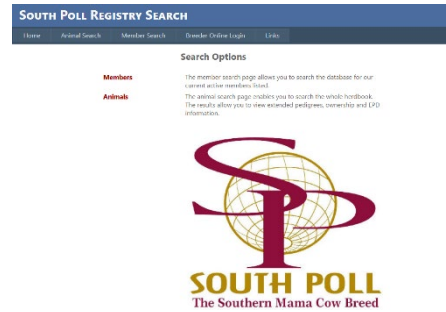 South Poll Registry Search
Home Animal Search Member Search Breeder Online Login Links
Search Options
Members The member search page allows you to search the database for our
current active members listed.
Animals The animal search page enables you to search the whole herdbook.
The results allow you to view extended pedigrees, ownership and EPD
information.
SP
SOUTH POLL
The Southern Mama Cow Breed